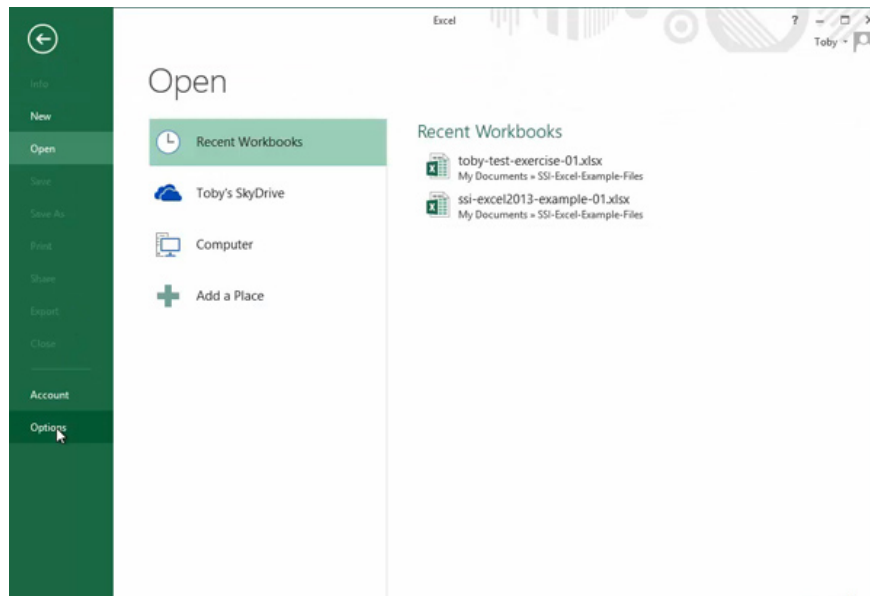 Excel
?
Toby
Info
New
Open
Save
Save As
Print
Share
Export
Close
Account
Options
Open
Recent Workbooks
Toby's SkyDrive
Computer
Add a Place
Recent Workbooks
toby-test-exercise-01.xlsx
My Documents » SSI-Excel-Example-Files
ssi-excel2013-example-01.xlsx
My Documents » SSI-Excel-Example-Files